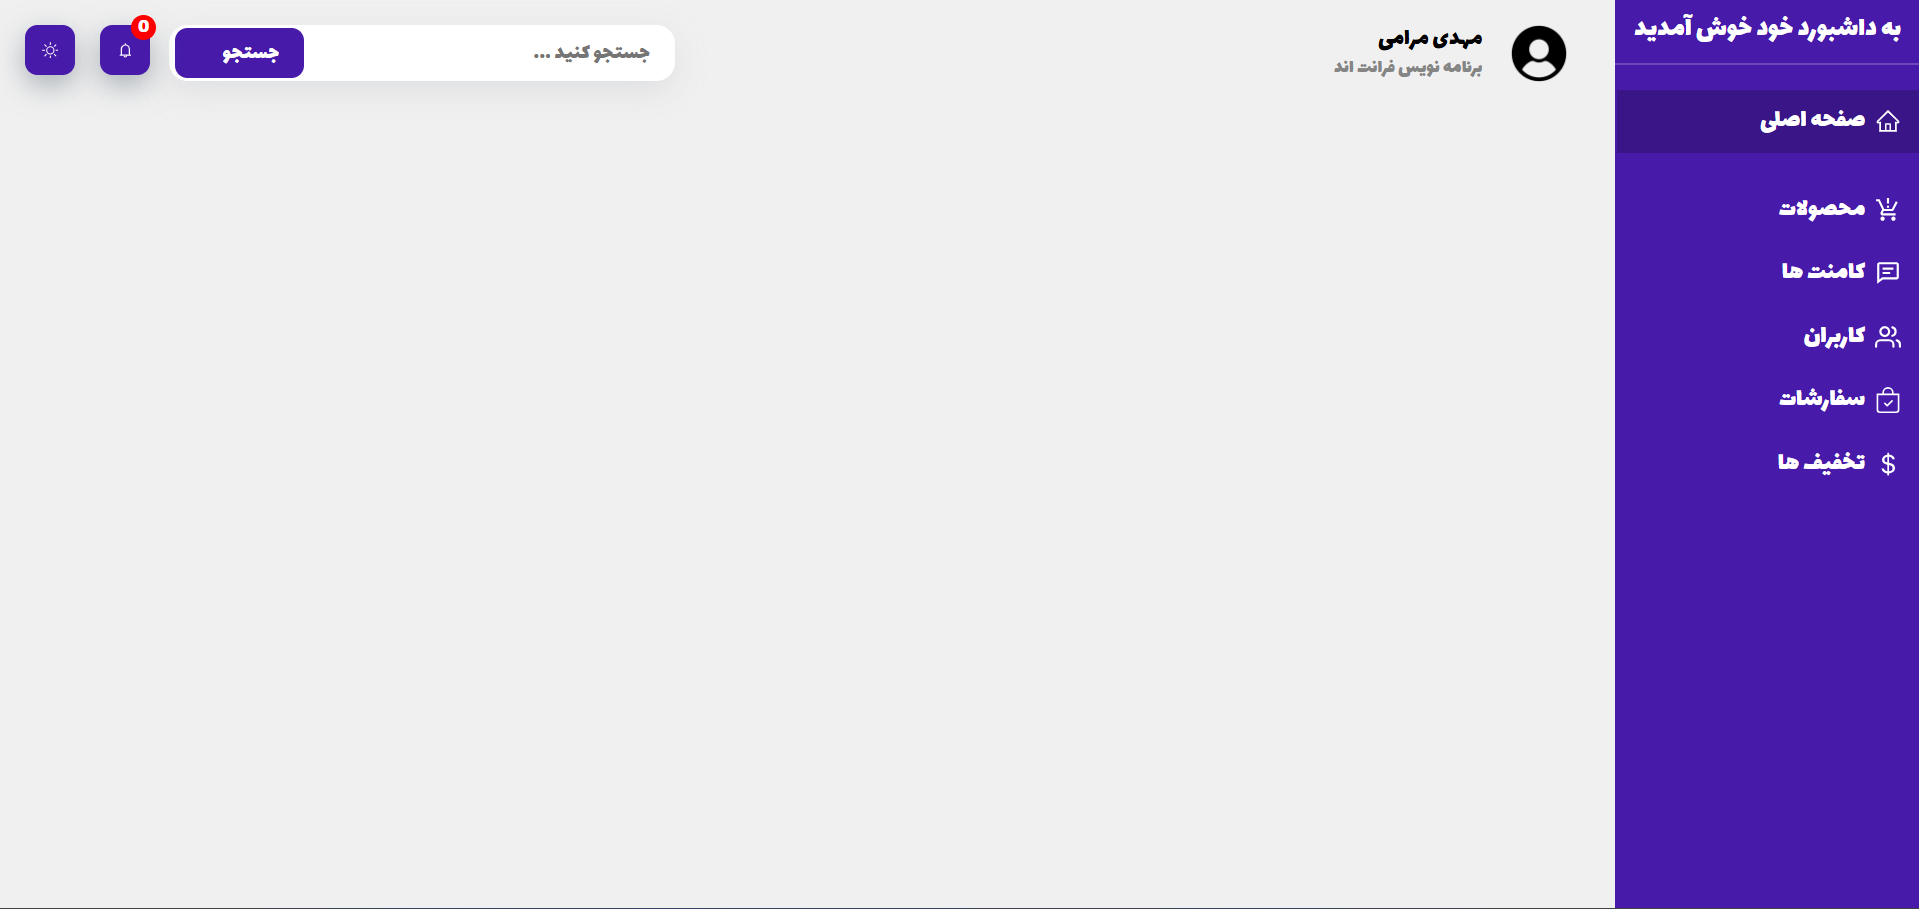 به داشبورد خود خوش آمدید
صفحه اصلی
محصولات
کامنت ها
کاربران
سفارشات
تخفیف ها
مهدی مرامی
برنامه نویس فرانت اند
جستجو کنید ...
جستجو
0